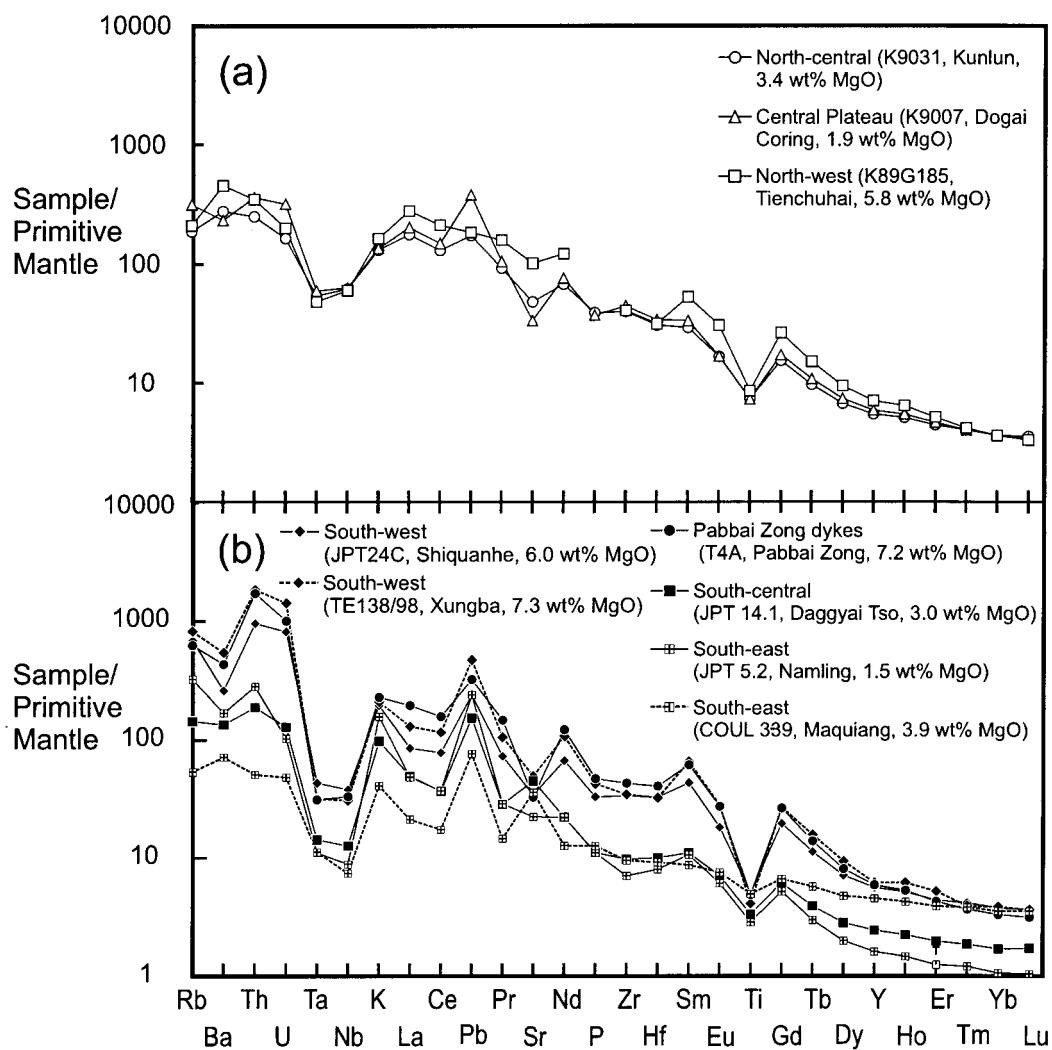 10000
(a)
North-central (K9031, Kunlun,
3.4 wt% MgO)
Central Plateau (K9007, Dogai
Coring, 1.9 wt% MgO)
North-west (K89G185,
Tienchuhai, 5.8 wt% MgO)
1000
Sample/
Primitive
Mantle
100
10
10000
(b)
South-west
(JPT24C, Shiquanhe, 6.0 wt% MgO)
South-west
(TE138/98, Xungba, 7.3 wt% MgO)
Pabbai Zong dykes
(T4A, Pabbai Zong, 7.2 wt% MgO)
South-central
(JPT 14.1, Daggyai Tso, 3.0 wt% MgO)
South-east
(JPT 5.2, Namling, 1.5 wt% MgO)
South-east
(COUL 339, Maquiang, 3.9 wt% MgO)
1000
Sample/
Primitive
Mantle
100
10
1
Rb Th Ta K Ce Pr Nd Zr Sm Ti Tb Y Er Yb
Ba U Nb La Pb Sr P Hf Eu Gd Dy Ho Tm Lu